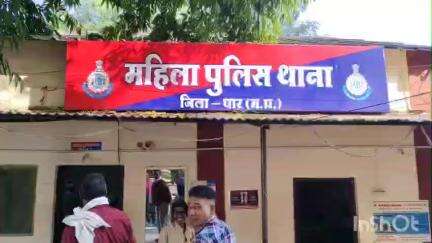 महिला पुलिस थाना
जिला - धार (म.प्र.)
InShOt